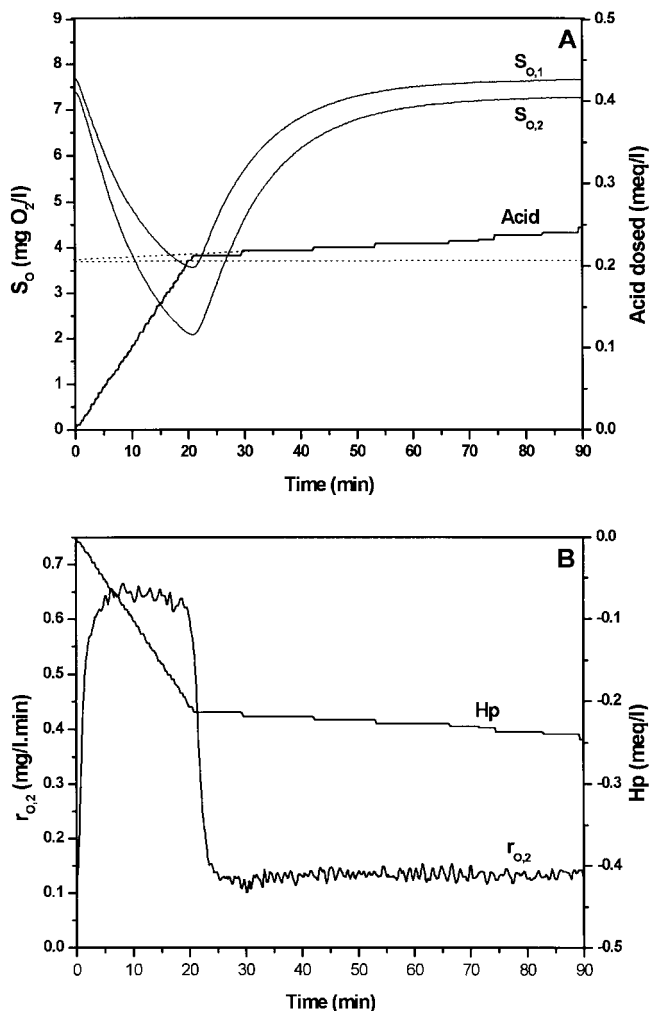 A
S_O (mg O_2/l)
9
8
7
6
5
4
3
2
1
0
S_O,1
S_O,2
Acid
Acid dosed (meq/l)
0.5
0.4
0.3
0.2
0.1
0.0
0 10 20 30 40 50 60 70 80 90
Time (min)
B
r_O,2 (mg/l.min)
0.7
0.6
0.5
0.4
0.3
0.2
0.1
0.0
Hp
r_O,2
Hp (meq/l)
0.0
-0.1
-0.2
-0.3
-0.4
-0.5
0 10 20 30 40 50 60 70 80 90
Time (min)